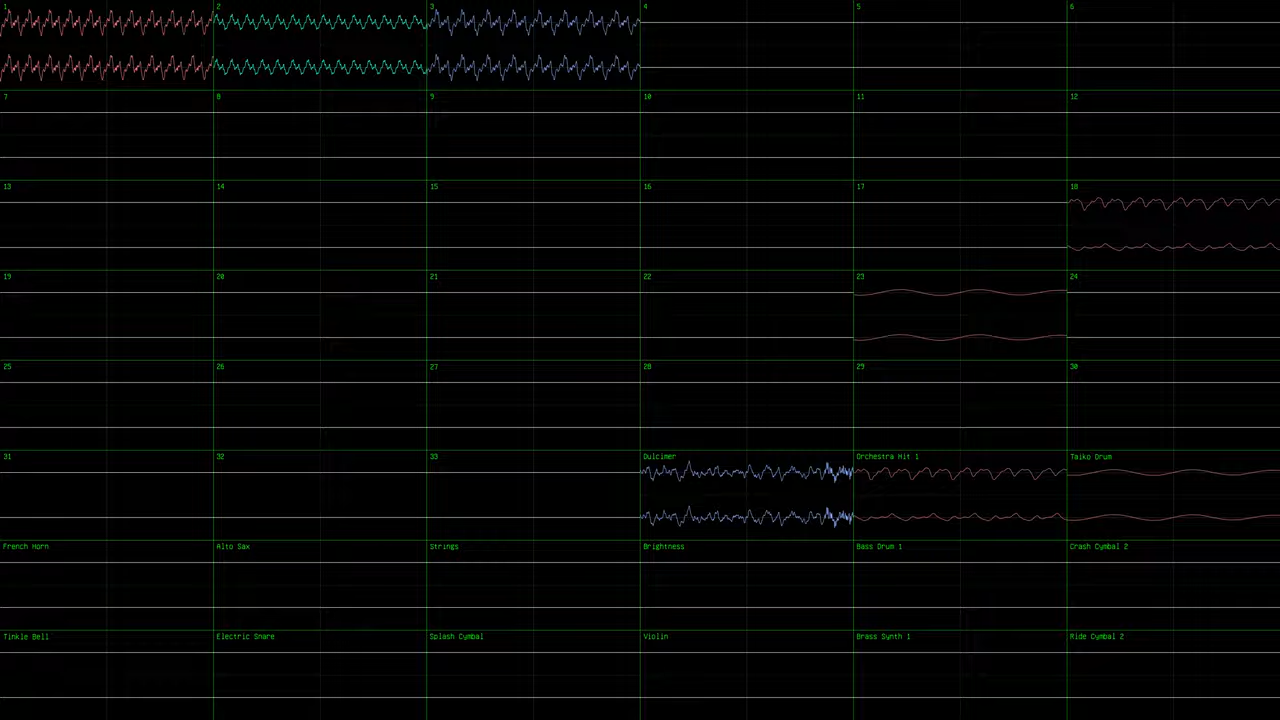 1 2 3 4 5 6
7 8 9 10 11 12
13 14 15 16 17 18
19 20 21 22 23 24
25 26 27 28 29 30
31 32 33 Dulcimer Orchestra Hit 1 Taiko Drum
French Horn Alto Sax Strings Brightness Bass Drum 1 Crash Cymbal 2
Tinkle Bell Electric Snare Splash Cymbal Violin Brass Synth 1 Ride Cymbal 2